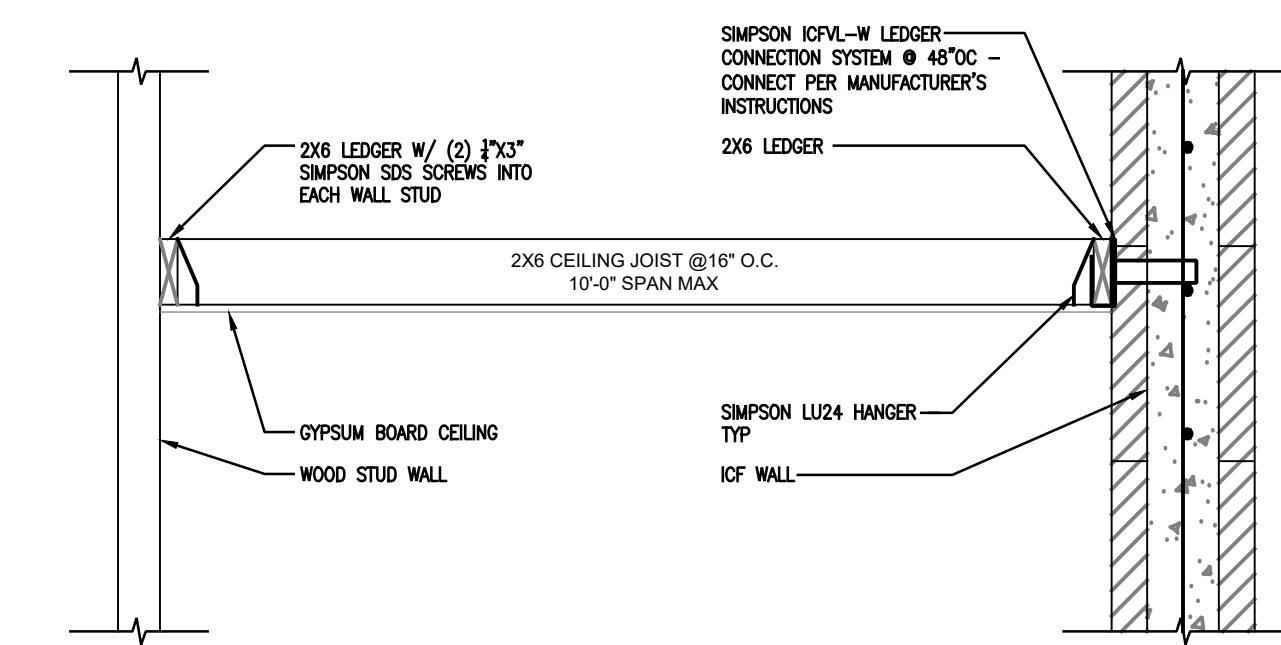 SIMPSON ICFVL-W LEDGER
CONNECTION SYSTEM @ 48"OC -
CONNECT PER MANUFACTURER'S
INSTRUCTIONS
2X6 LEDGER W/ (2) ¼"X3"
SIMPSON SDS SCREWS INTO
EACH WALL STUD
2X6 LEDGER
2X6 CEILING JOIST @16" O.C.
10'-0" SPAN MAX
GYPSUM BOARD CEILING
WOOD STUD WALL
SIMPSON LU24 HANGER
TYP
ICF WALL